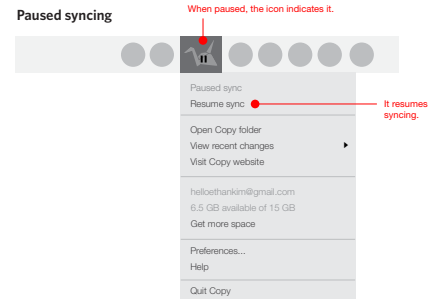 Paused syncing
When paused, the icon indicates it.
Paused sync
Resume sync
It resumes
syncing.
Open Copy folder
View recent changes
Visit Copy website
helloethankim@gmail.com
6.5 GB available of 15 GB
Get more space
Preferences...
Help
Quit Copy